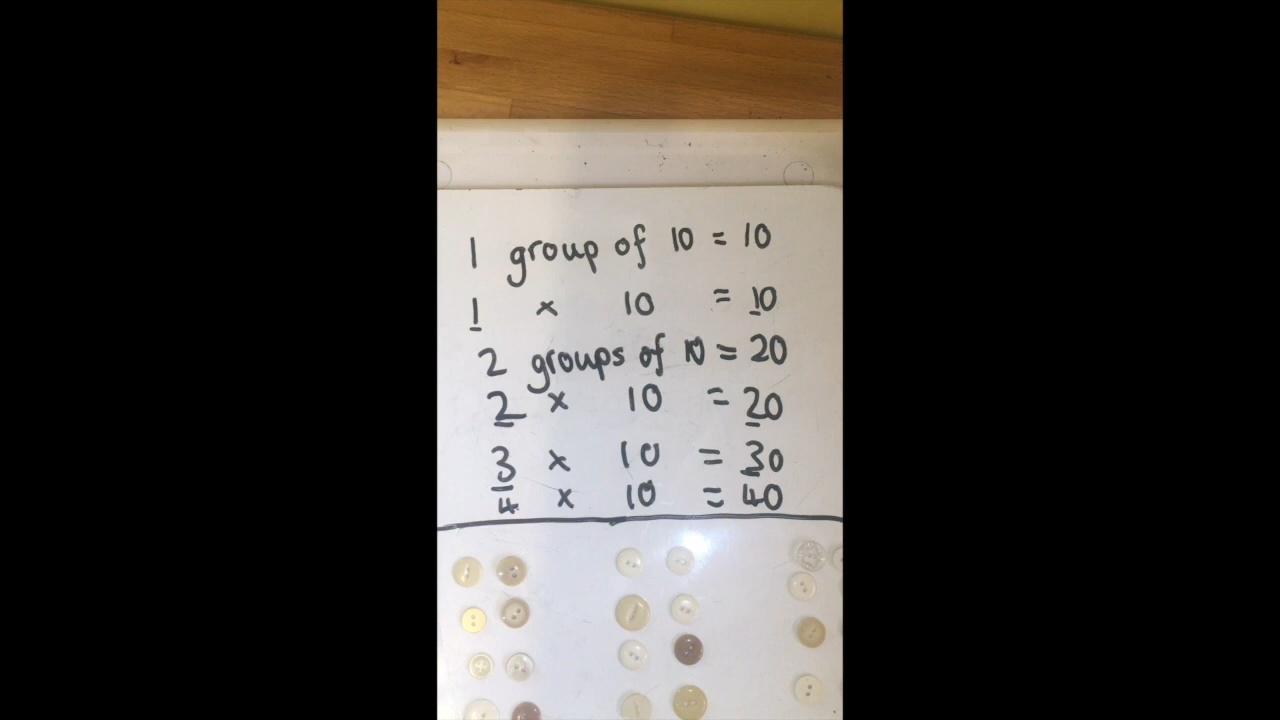 1 group of 10 = 10
1 x 10 = 10
2 groups of 10 = 20
2 x 10 = 20
3 x 10 = 30
4 x 10 = 40